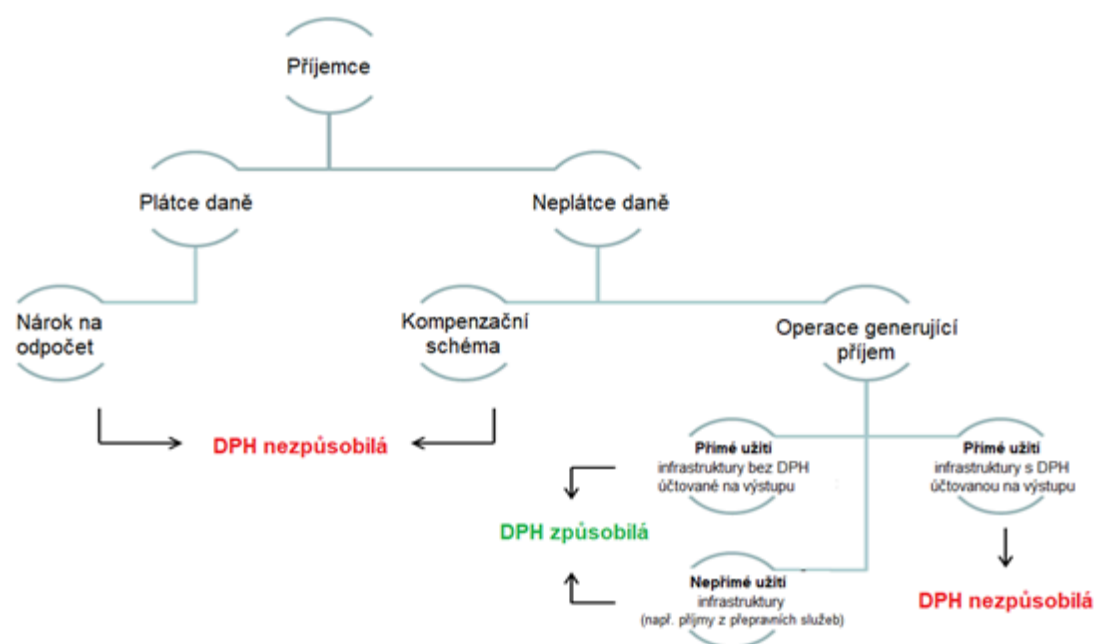 Příjemce
Plátce daně
Neplátce daně
Nárok na
odpočet
Kompenzační
schéma
Operace generující
příjem
DPH nezpůsobilá
Přímé užití
infrastruktury bez DPH
účtované na výstupu
Přímé užití
infrastruktury s DPH
účtovanou na výstupu
DPH způsobilá
Nepřímé užití
infrastruktury
(např. příjmy z přepravních služeb)
DPH nezpůsobilá